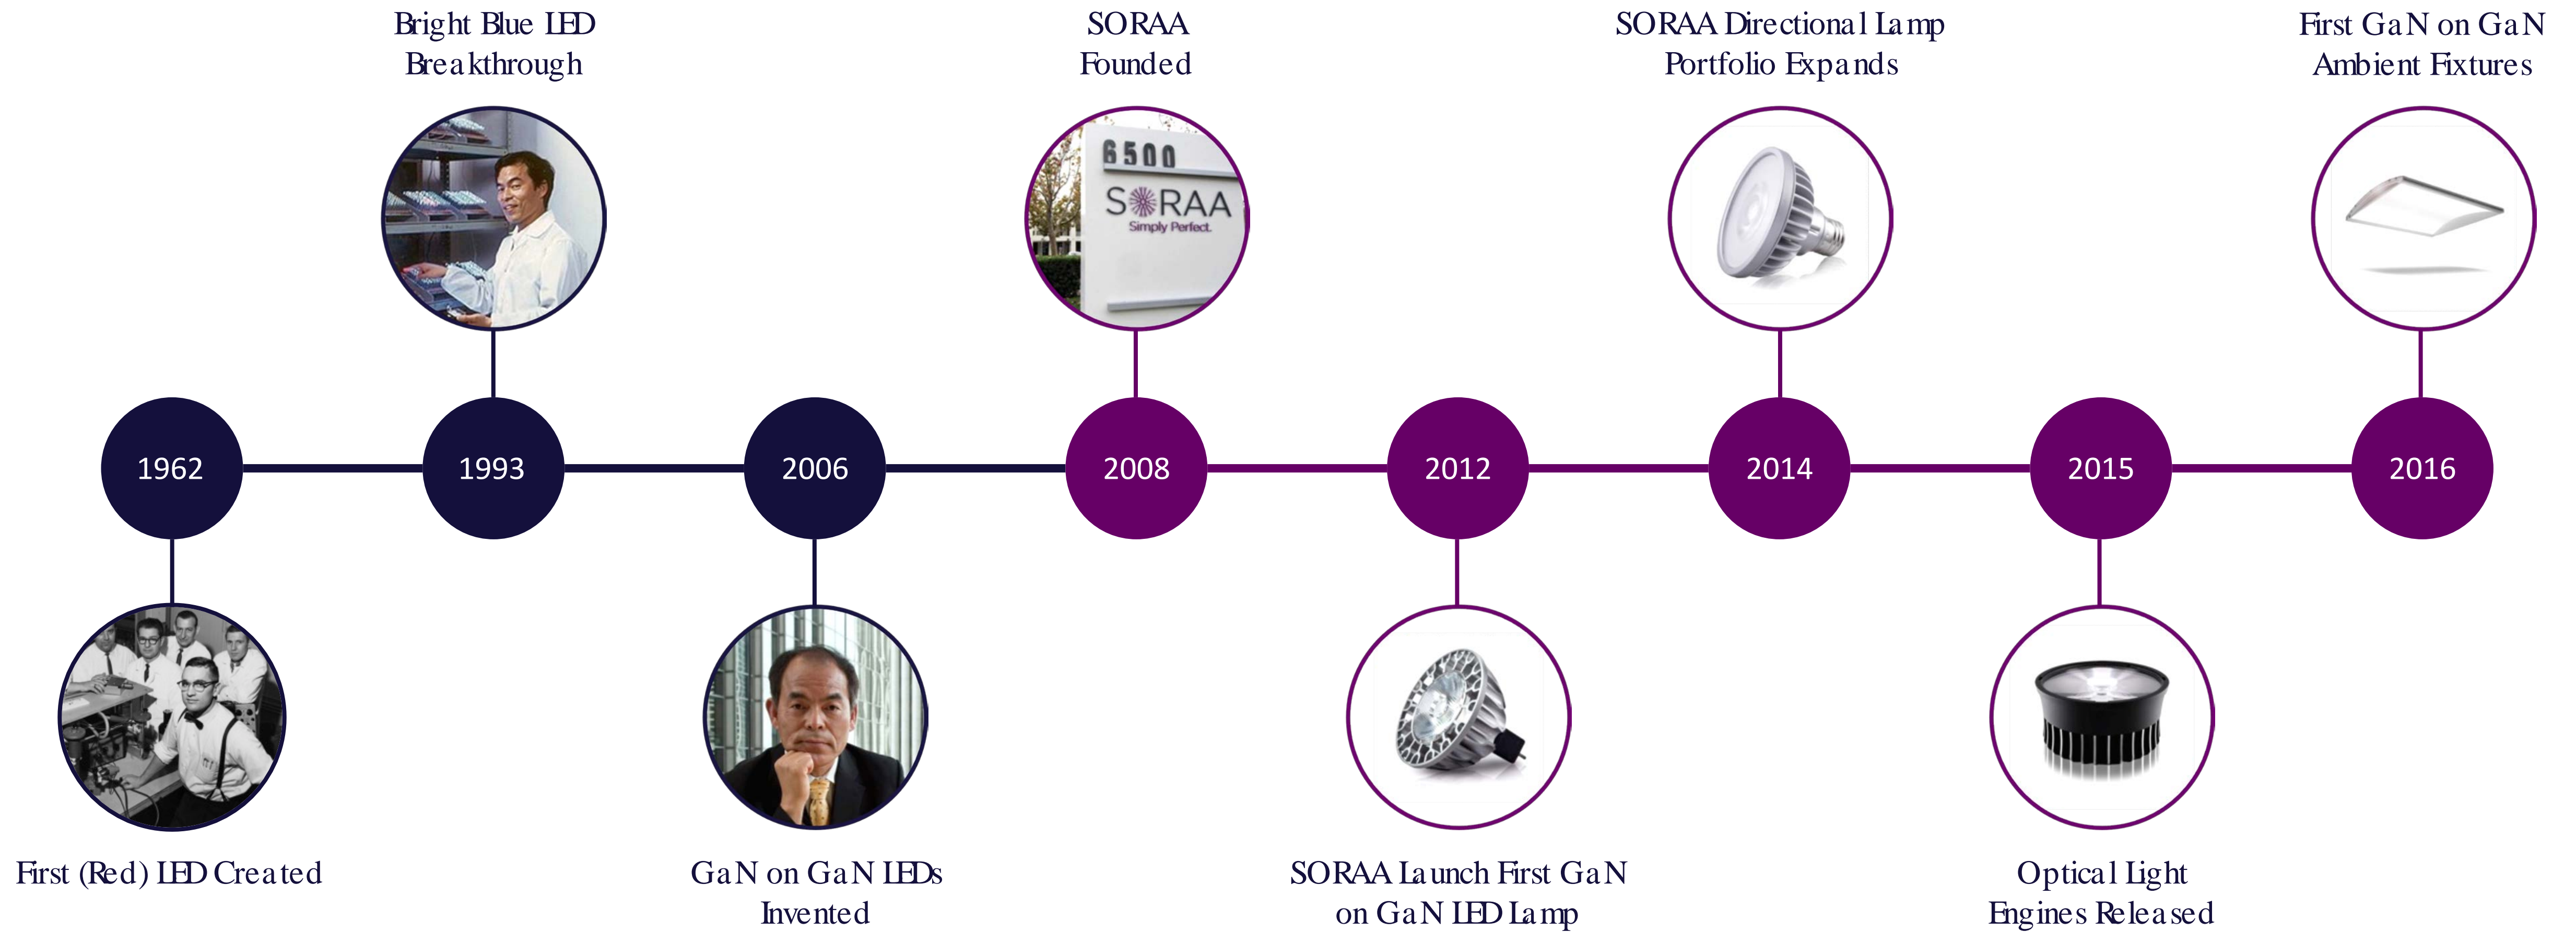 Bright Blue LED
Breakthrough
SORAA
Founded
SORAA Directional Lamp
Portfolio Expands
First GaN on GaN
Ambient Fixtures
6500
SORAA
Simply Perfect.
1962
1993
2006
2008
2012
2014
2015
2016
First (Red) LED Created
GaN on GaN LEDs
Invented
SORAA Launch First GaN
on GaN LED Lamp
Optical Light
Engines Released